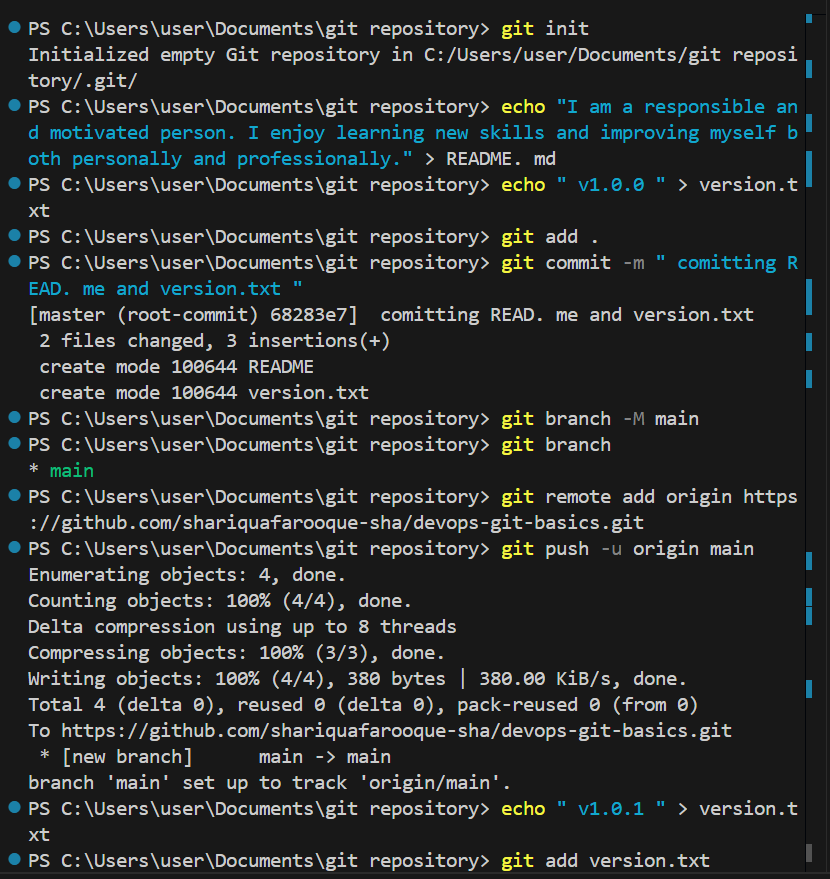 PS C:\Users\user\Documents\git repository> git init
Initialized empty Git repository in C:/Users/user/Documents/git reposi
tory/.git/
PS C:\Users\user\Documents\git repository> echo "I am a responsible an
d motivated person. I enjoy learning new skills and improving myself b
oth personally and professionally." > README. md
PS C:\Users\user\Documents\git repository> echo " v1.0.0 " > version.t
xt
PS C:\Users\user\Documents\git repository> git add .
PS C:\Users\user\Documents\git repository> git commit -m " comitting R
EAD. me and version.txt "
[master (root-commit) 68283e7]  comitting READ. me and version.txt
 2 files changed, 3 insertions(+)
 create mode 100644 README
 create mode 100644 version.txt
PS C:\Users\user\Documents\git repository> git branch -M main
PS C:\Users\user\Documents\git repository> git branch
* main
PS C:\Users\user\Documents\git repository> git remote add origin https
://github.com/shariquafarooque-sha/devops-git-basics.git
PS C:\Users\user\Documents\git repository> git push -u origin main
Enumerating objects: 4, done.
Counting objects: 100% (4/4), done.
Delta compression using up to 8 threads
Compressing objects: 100% (3/3), done.
Writing objects: 100% (4/4), 380 bytes | 380.00 KiB/s, done.
Total 4 (delta 0), reused 0 (delta 0), pack-reused 0 (from 0)
To https://github.com/shariquafarooque-sha/devops-git-basics.git
 * [new branch]      main -> main
branch 'main' set up to track 'origin/main'.
PS C:\Users\user\Documents\git repository> echo " v1.0.1 " > version.t
xt
PS C:\Users\user\Documents\git repository> git add version.txt